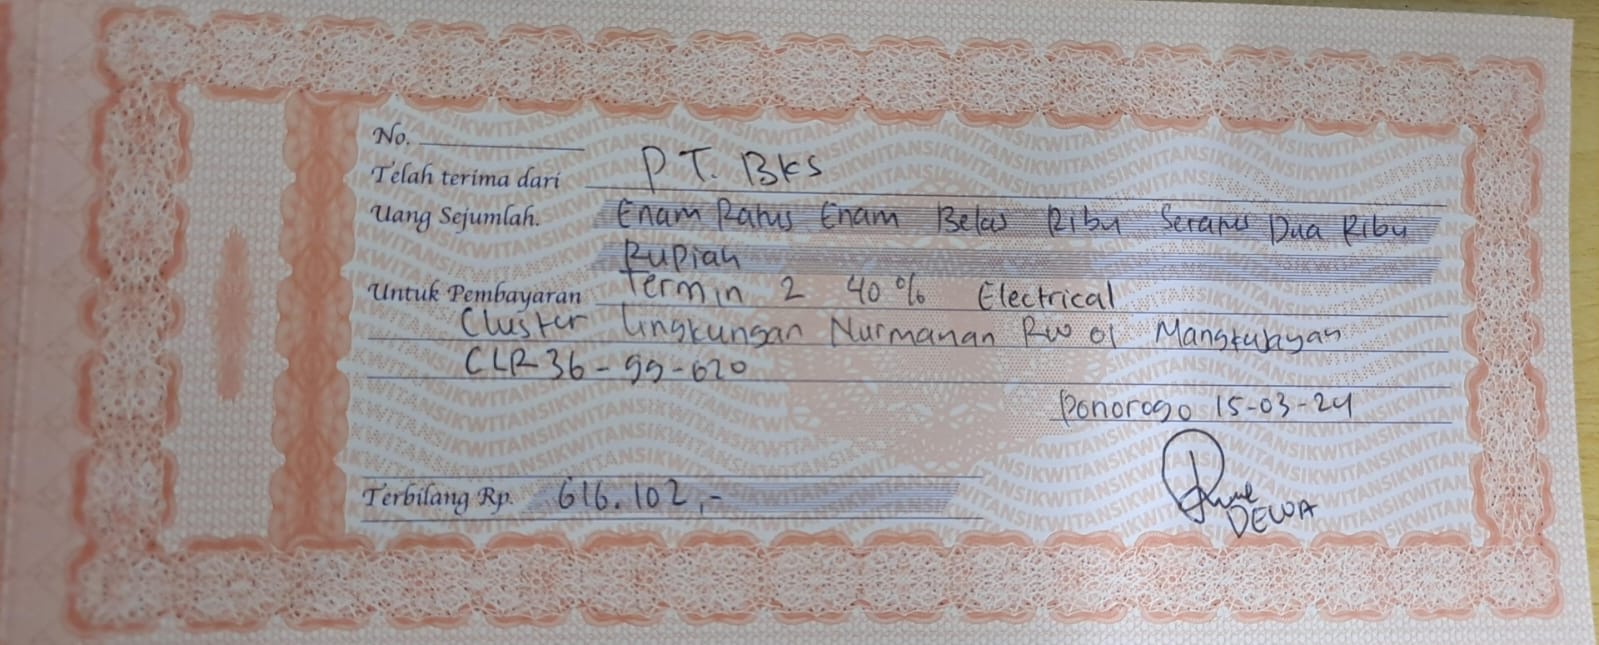 No.
Telah terima dari PT. BKS
Uang Sejumlah. Enam Ratus Enam Belas Ribu Seratus Dua Ribu
Rupiah
Untuk Pembayaran Termin 2 40% Electrical
Cluster Lingkungan Nurmanan RW 01 Mangkujayan
CLR 36-99-620
Ponorogo 15-03-24
Terbilang Rp. 616.102,-
DEWA